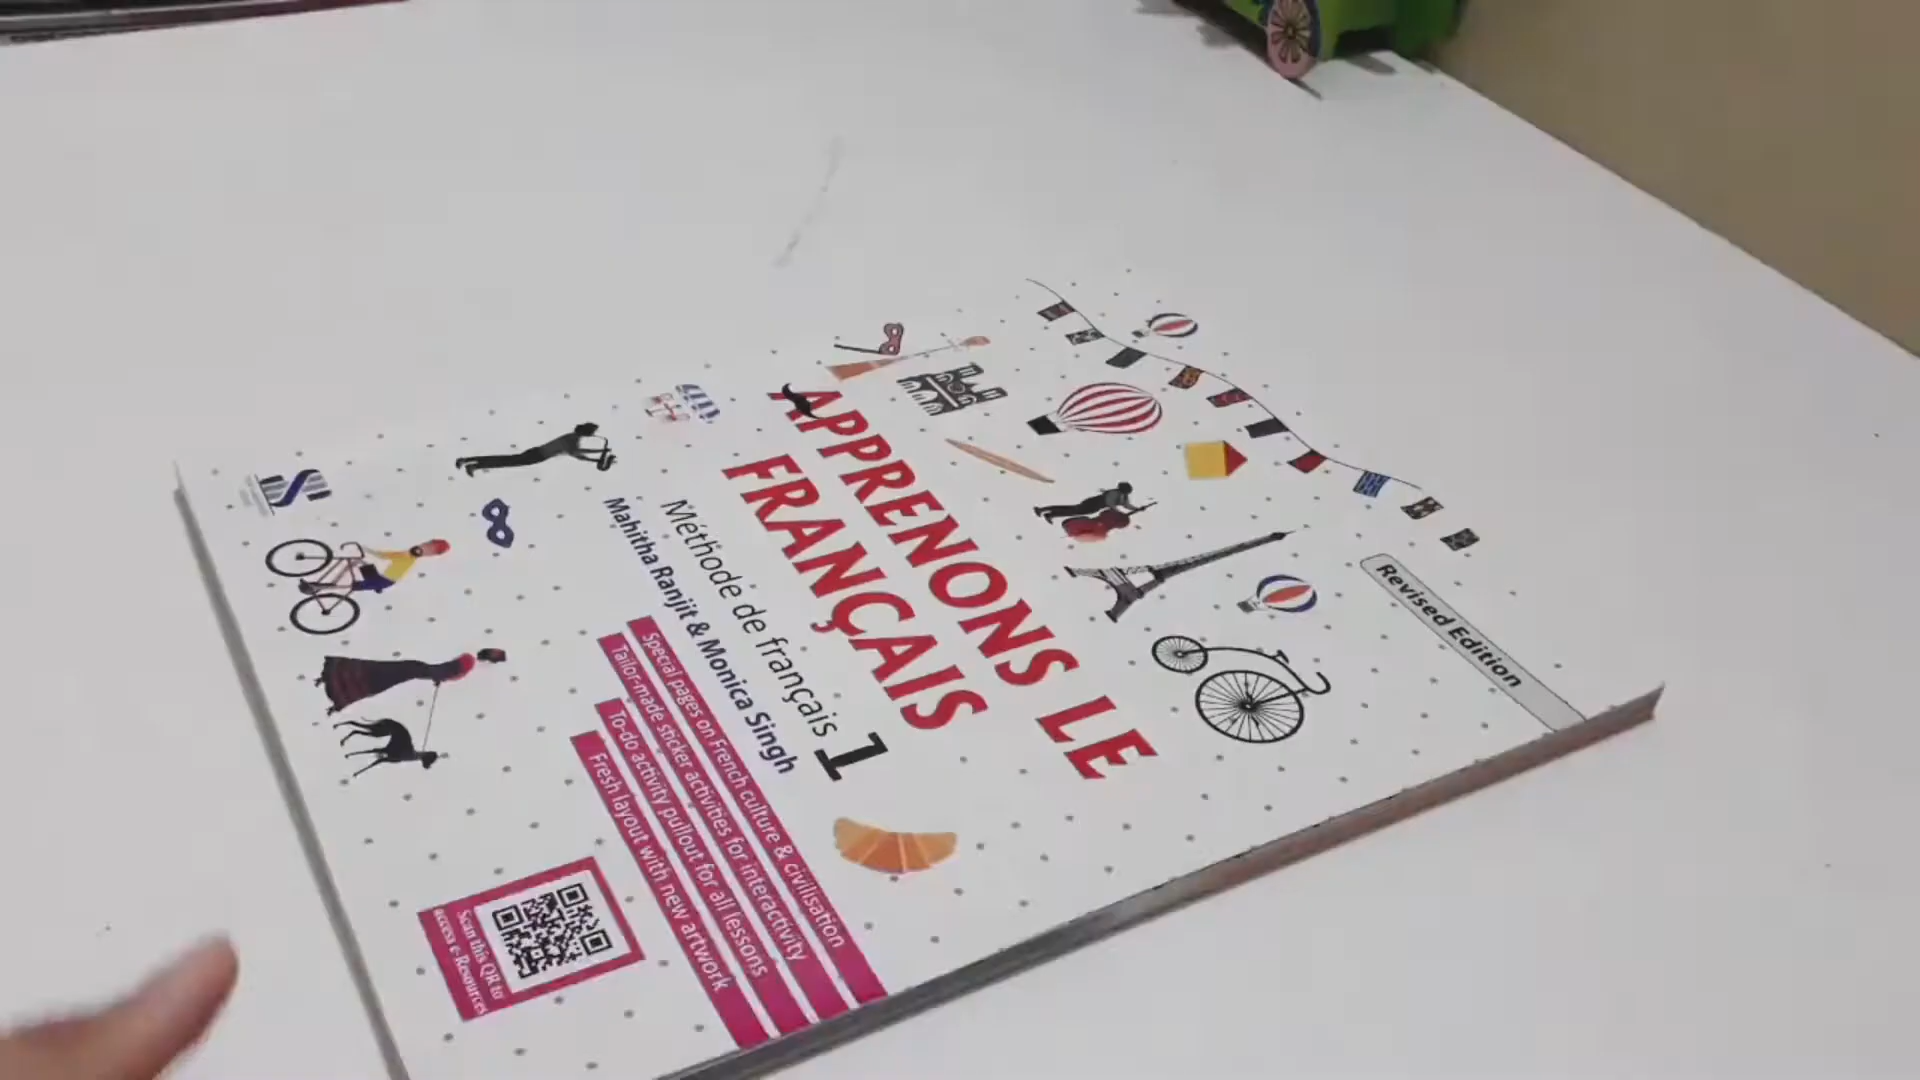 Revised Edition
APPRENONS LE
FRANÇAIS
1
Méthode de français
Mahitha Ranjit & Monica Singh
Special pages on French culture & civilisation
Tailor-made sticker activities for interactivity
To-do activity pullout for all lessons
Fresh layout with new artwork
Scan this QR to
access e-Resources